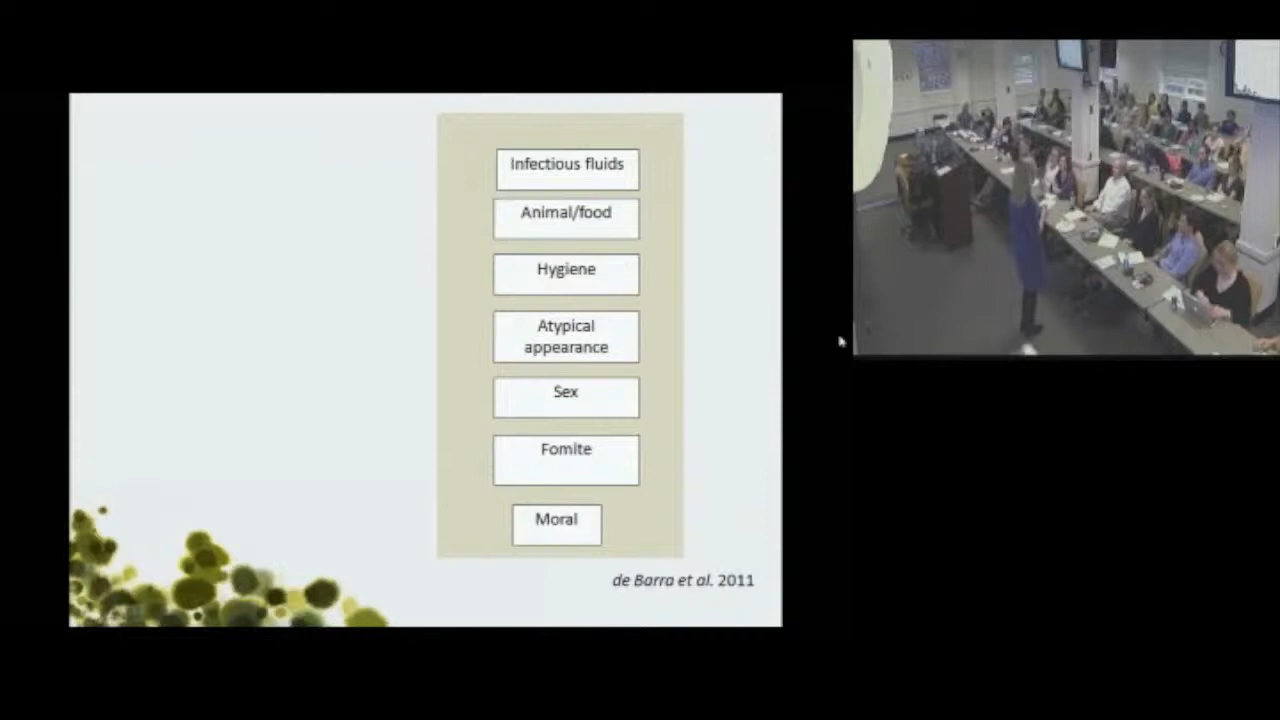 Infectious fluids
Animal/food
Hygiene
Atypical
appearance
Sex
Fomite
Moral
de Barra et al. 2011